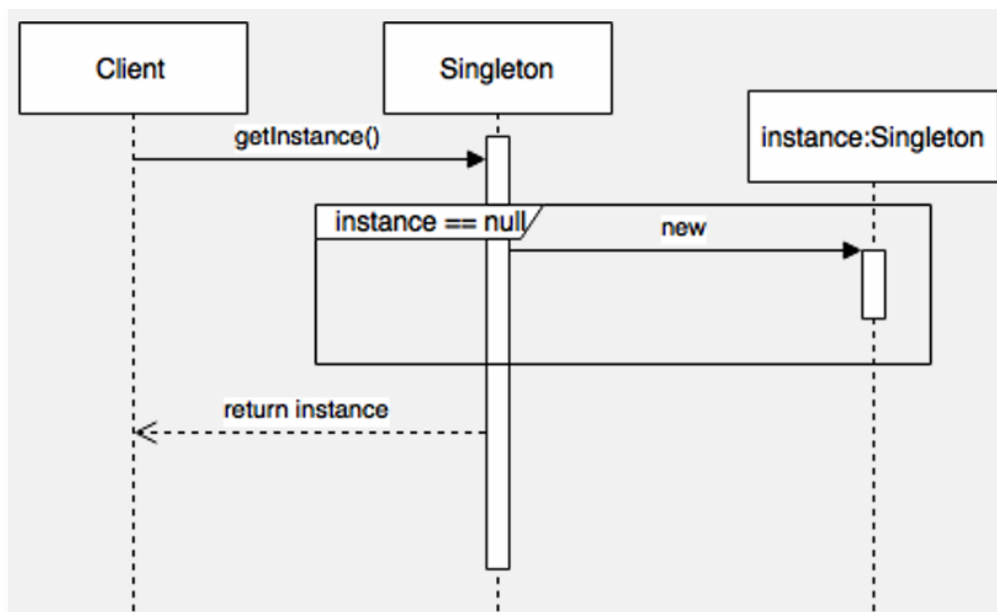 Client
Singleton
instance:Singleton
getInstance()
instance == null
new
return instance